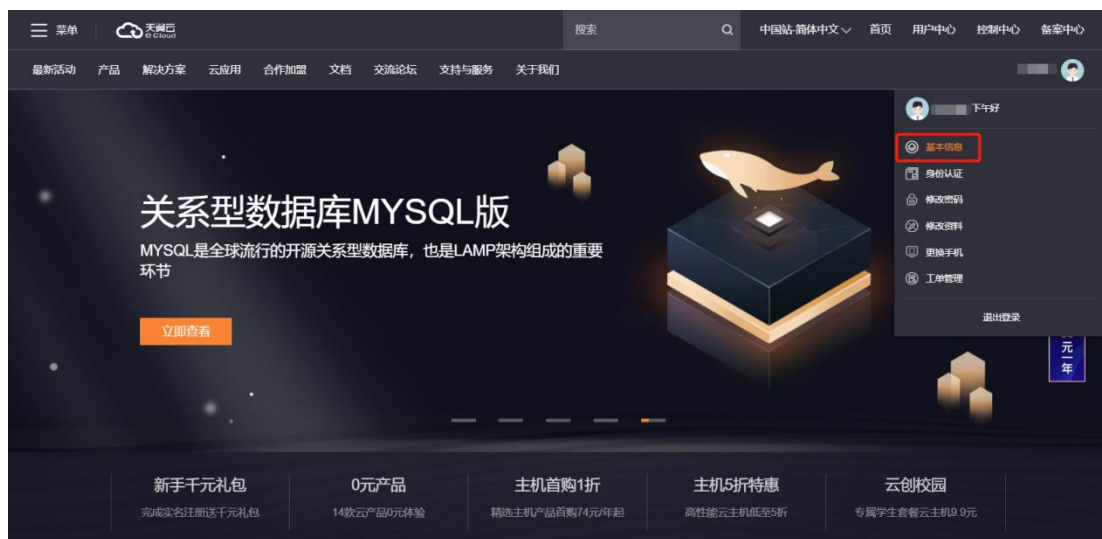 菜单
天翼云
e Cloud
搜索
中国站-简体中文
首页
用户中心
控制中心
备案中心
最新活动
产品
解决方案
云应用
合作加盟
文档
交流论坛
支持与服务
关于我们
下午好
基本信息
身份认证
修改密码
修改资料
更换手机
工单管理
退出登录
关系型数据库MYSQL版
MYSQL是全球流行的开源关系型数据库，也是LAMP架构组成的重要
环节
立即查看
元一年
新手千元礼包
0元产品
主机首购1折
主机5折特惠
云创校园
完成实名注册送千元礼包
14款云产品0元体验
精选主机产品首购74元/年起
高性能云主机低至5折
专属学生套餐云主机9.9元